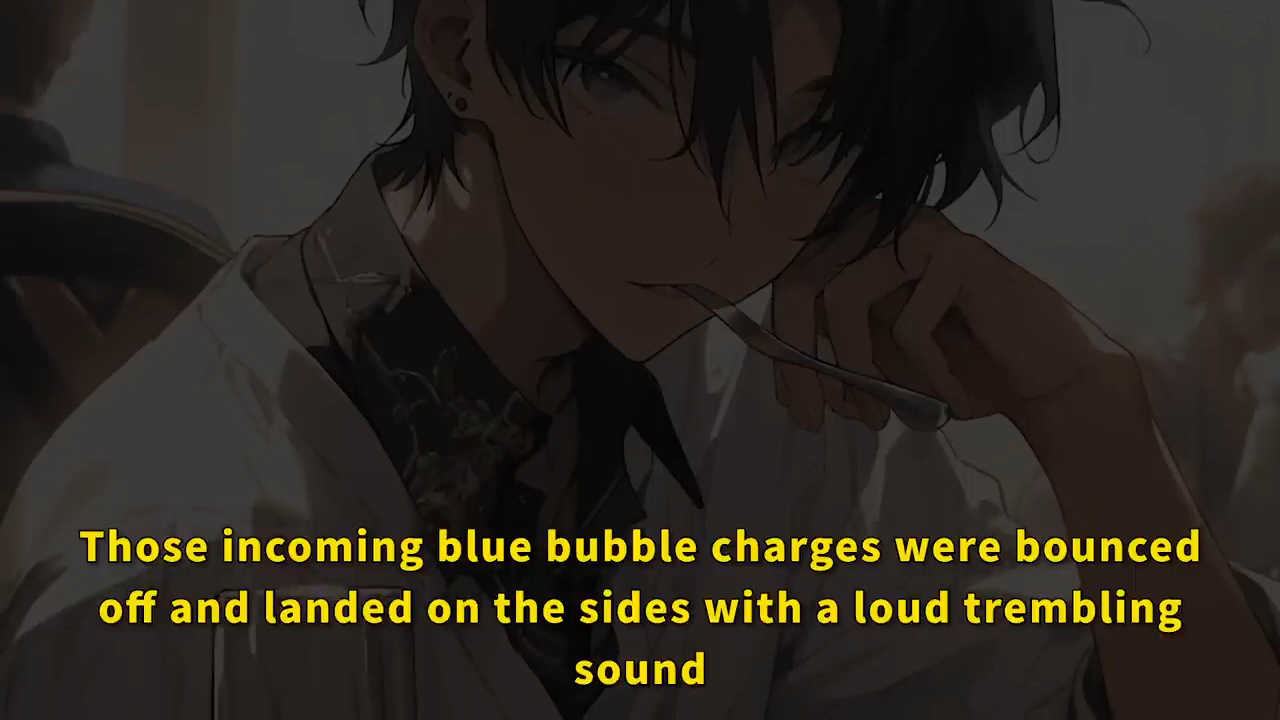 Those incoming blue bubble charges were bounced
off and landed on the sides with a loud trembling
sound